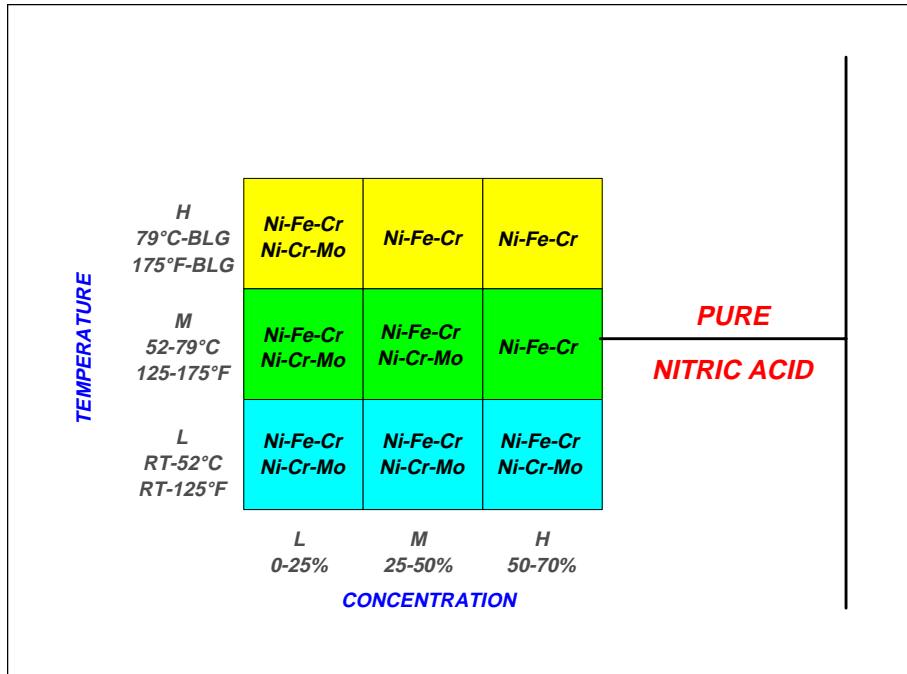 H
79°C-BLG
175°F-BLG
Ni-Fe-Cr
Ni-Cr-Mo
Ni-Fe-Cr
Ni-Fe-Cr
TEMPERATURE
M
52-79°C
125-175°F
Ni-Fe-Cr
Ni-Cr-Mo
Ni-Fe-Cr
Ni-Cr-Mo
Ni-Fe-Cr
PURE
NITRIC ACID
L
RT-52°C
RT-125°F
Ni-Fe-Cr
Ni-Cr-Mo
Ni-Fe-Cr
Ni-Cr-Mo
Ni-Fe-Cr
Ni-Cr-Mo
L
0-25%
M
25-50%
H
50-70%
CONCENTRATION